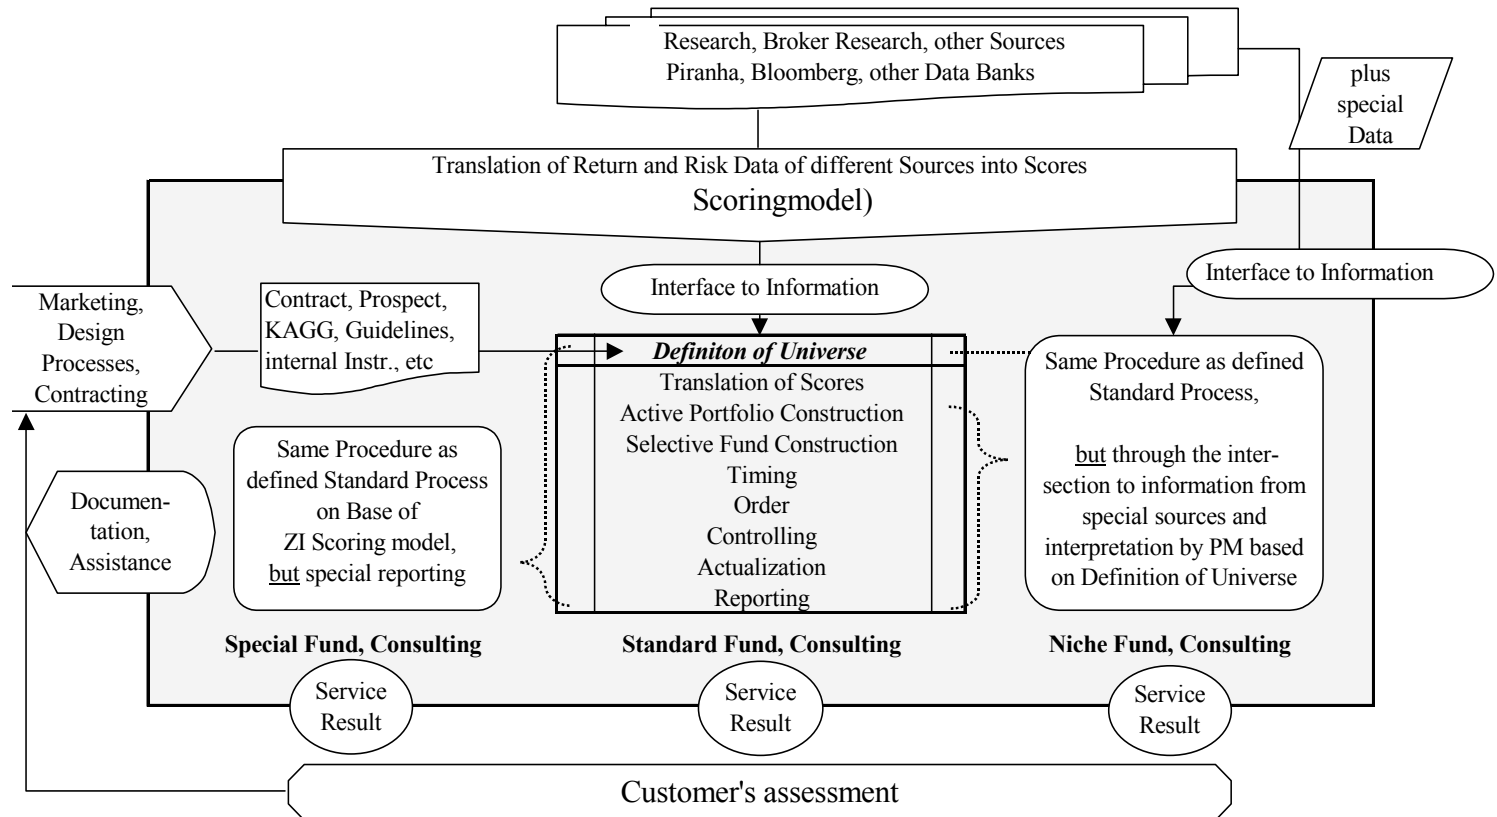 Research, Broker Research, other Sources
Piranha, Bloomberg, other Data Banks
plus
special
Data
Translation of Return and Risk Data of different Sources into Scores
Scoringmodel)
Interface to Information
Interface to Information
Marketing,
Design
Processes,
Contracting
Contract, Prospect,
KAGG, Guidelines,
internal Instr., etc
Definiton of Universe
Translation of Scores
Active Portfolio Construction
Selective Fund Construction
Timing
Order
Controlling
Actualization
Reporting
Same Procedure as defined
Standard Process,
but through the inter-
section to information from
special sources and
interpretation by PM based
on Definition of Universe
Same Procedure as
defined Standard Process
on Base of
ZI Scoring model,
but special reporting
Documen-
tation,
Assistance
Special Fund, Consulting
Standard Fund, Consulting
Niche Fund, Consulting
Service
Result
Service
Result
Service
Result
Customer's assessment